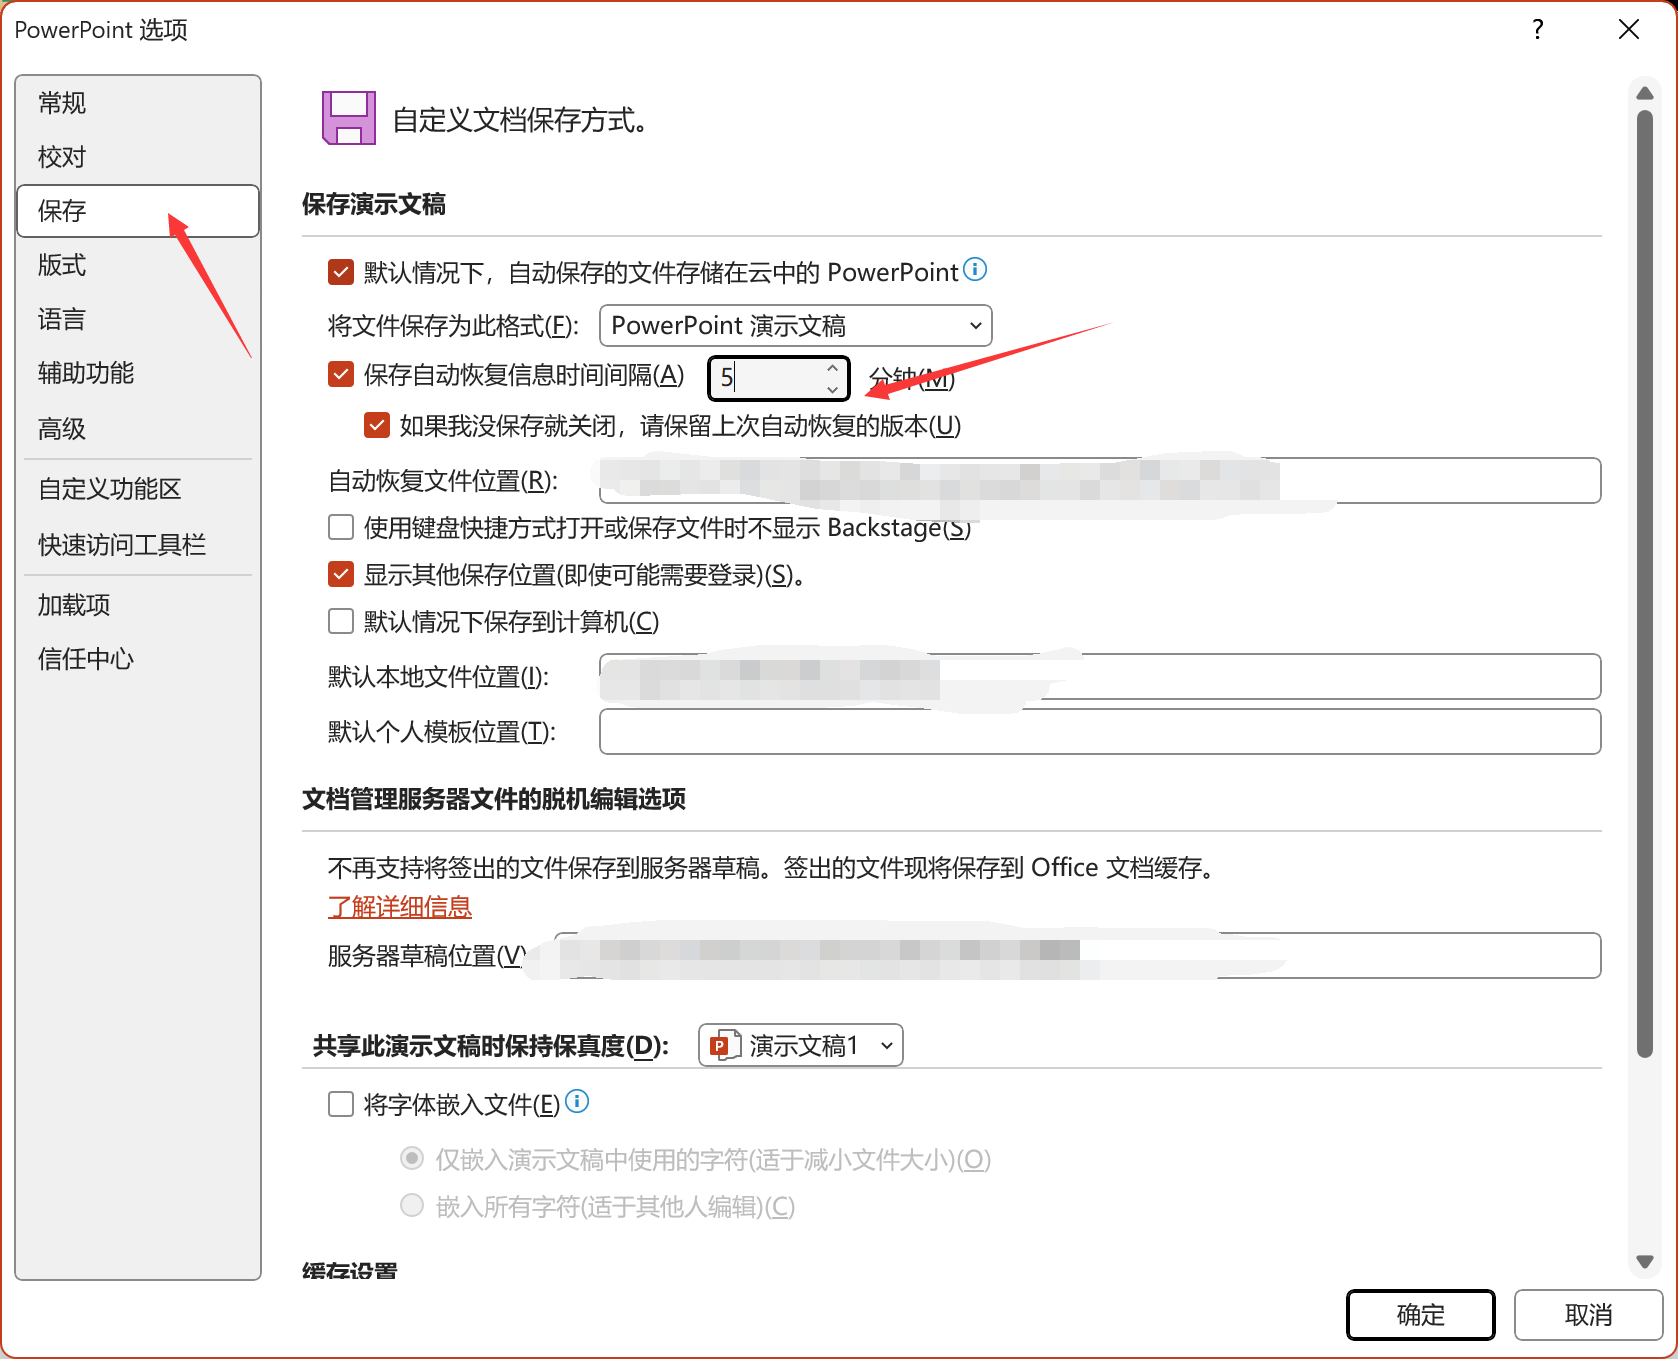 PowerPoint 选项
?
常规
校对
保存
版式
语言
辅助功能
高级
自定义功能区
快速访问工具栏
加载项
信任中心
自定义文档保存方式。
保存演示文稿
默认情况下，自动保存的文件存储在云中的 PowerPoint
将文件保存为此格式(F): PowerPoint 演示文稿
保存自动恢复信息时间间隔(A) 5 分钟(M)
如果我没保存就关闭，请保留上次自动恢复的版本(U)
自动恢复文件位置(R):
使用键盘快捷方式打开或保存文件时不显示 Backstage(S)
显示其他保存位置(即使可能需要登录)(S)。
默认情况下保存到计算机(C)
默认本地文件位置(I):
默认个人模板位置(T):
文档管理服务器文件的脱机编辑选项
不再支持将签出的文件保存到服务器草稿。签出的文件现将保存到 Office 文档缓存。
了解详细信息
服务器草稿位置(V)
共享此演示文稿时保持保真度(D): 演示文稿1
将字体嵌入文件(E)
仅嵌入演示文稿中使用的字符(适于减小文件大小)(O)
嵌入所有字符(适于其他人编辑)(C)
缓存设置
确定 取消